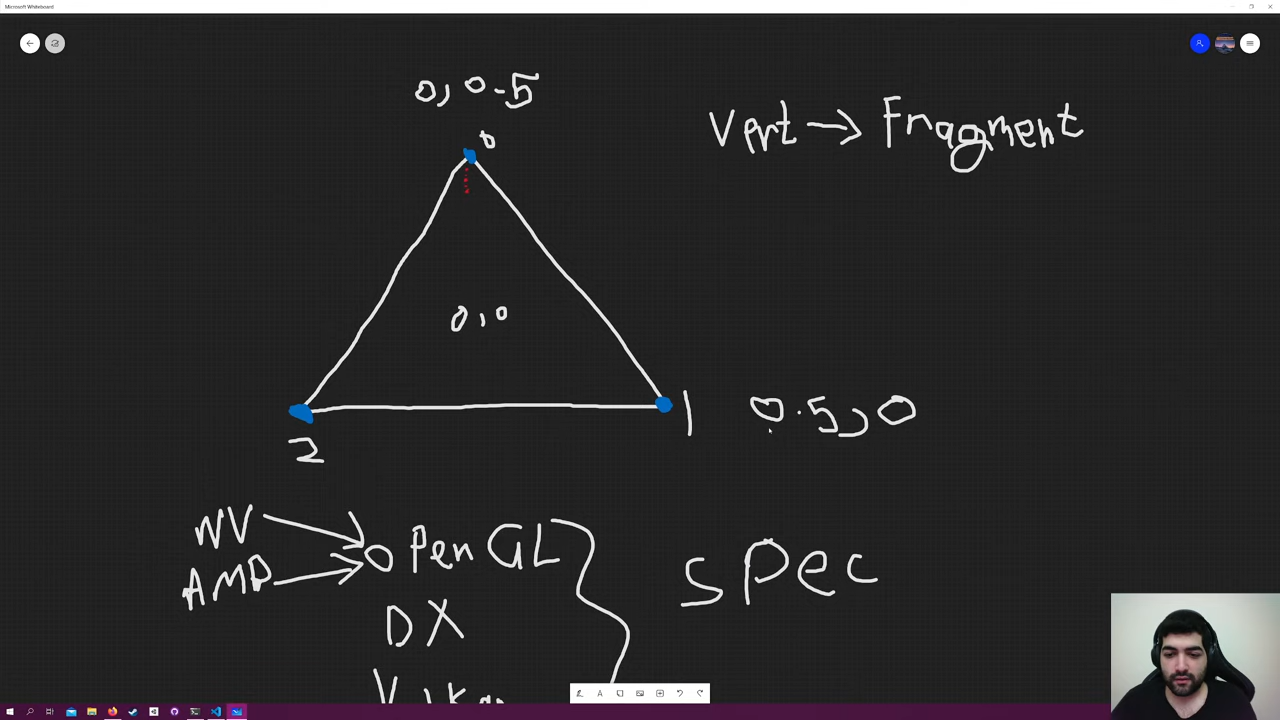 Microsoft Whiteboard
0, 0.5
0
Vert → Fragment
0,0
1
0.5, 0
2
NV
AMD
OpenGL
spec
DX